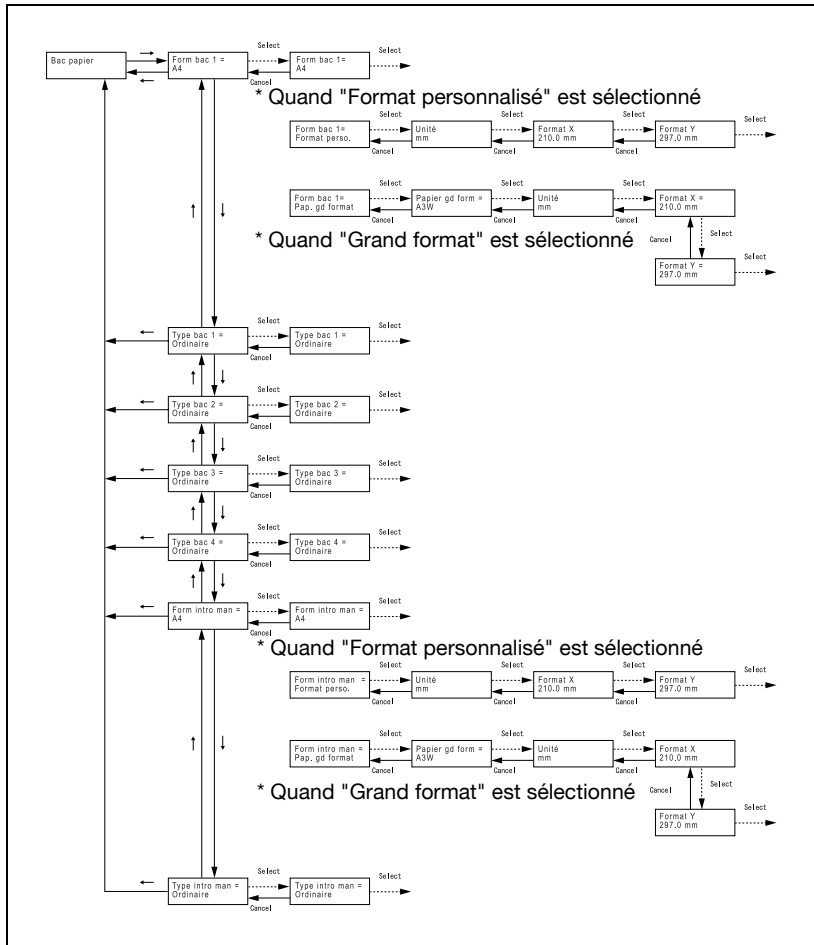 Bac papier
→
←
Form bac 1 =
A4
Select
Cancel
Form bac 1=
A4
Select
* Quand "Format personnalisé" est sélectionné
Form bac 1=
Format perso.
Select
Cancel
Unité
mm
Select
Cancel
Format X
210.0 mm
Select
Cancel
Format Y
297.0 mm
Select
Form bac 1=
Pap. gd format
Select
Cancel
Papier gd form =
A3W
Select
Cancel
Unité
mm
Select
Cancel
Format X =
210.0 mm
* Quand "Grand format" est sélectionné
Cancel
Select
Format Y =
297.0 mm
Select
↑ ↓
←
Type bac 1 =
Ordinaire
Select
Cancel
Type bac 1 =
Ordinaire
Select
↑ ↓
←
Type bac 2 =
Ordinaire
Select
Cancel
Type bac 2 =
Ordinaire
Select
↑ ↓
←
Type bac 3 =
Ordinaire
Select
Cancel
Type bac 3 =
Ordinaire
Select
↑ ↓
←
Type bac 4 =
Ordinaire
Select
Cancel
Type bac 4 =
Ordinaire
Select
↑ ↓
←
Form intro man =
A4
Select
Cancel
Form intro man =
A4
Select
* Quand "Format personnalisé" est sélectionné
Form intro man =
Format perso.
Select
Cancel
Unité
mm
Select
Cancel
Format X
210.0 mm
Select
Cancel
Format Y
297.0 mm
Select
Form intro man =
Pap. gd format
Select
Cancel
Papier gd form =
A3W
Select
Cancel
Unité
mm
Select
Cancel
Format X
210.0 mm
* Quand "Grand format" est sélectionné
Cancel
Select
Format Y
297.0 mm
Select
↑ ↓
←
Type intro man =
Ordinaire
Select
Cancel
Type intro man =
Ordinaire
Select